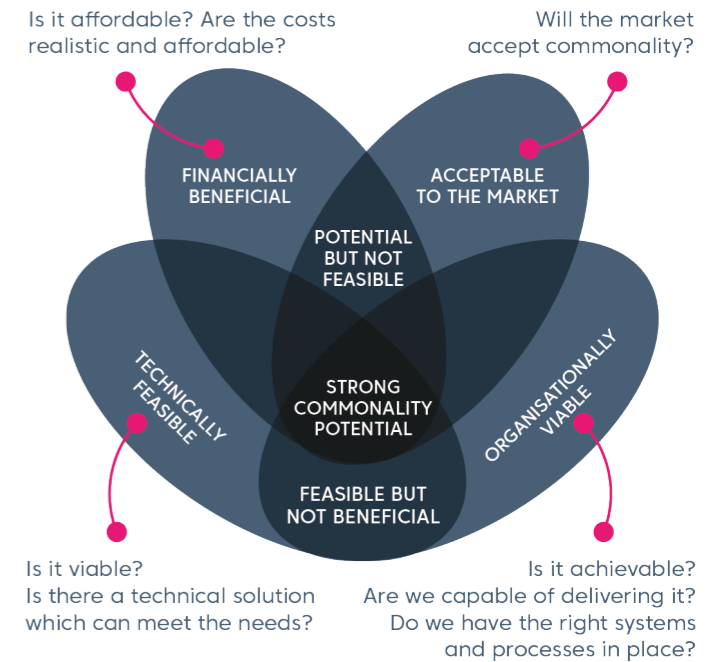 Is it affordable? Are the costs
realistic and affordable?
Will the market
accept commonality?
FINANCIALLY
BENEFICIAL
ACCEPTABLE
TO THE MARKET
POTENTIAL
BUT NOT
FEASIBLE
TECHNICALLY
FEASIBLE
STRONG
COMMONALITY
POTENTIAL
ORGANISATIONALLY
VIABLE
FEASIBLE BUT
NOT BENEFICIAL
Is it viable?
Is there a technical solution
which can meet the needs?
Is it achievable?
Are we capable of delivering it?
Do we have the right systems
and processes in place?